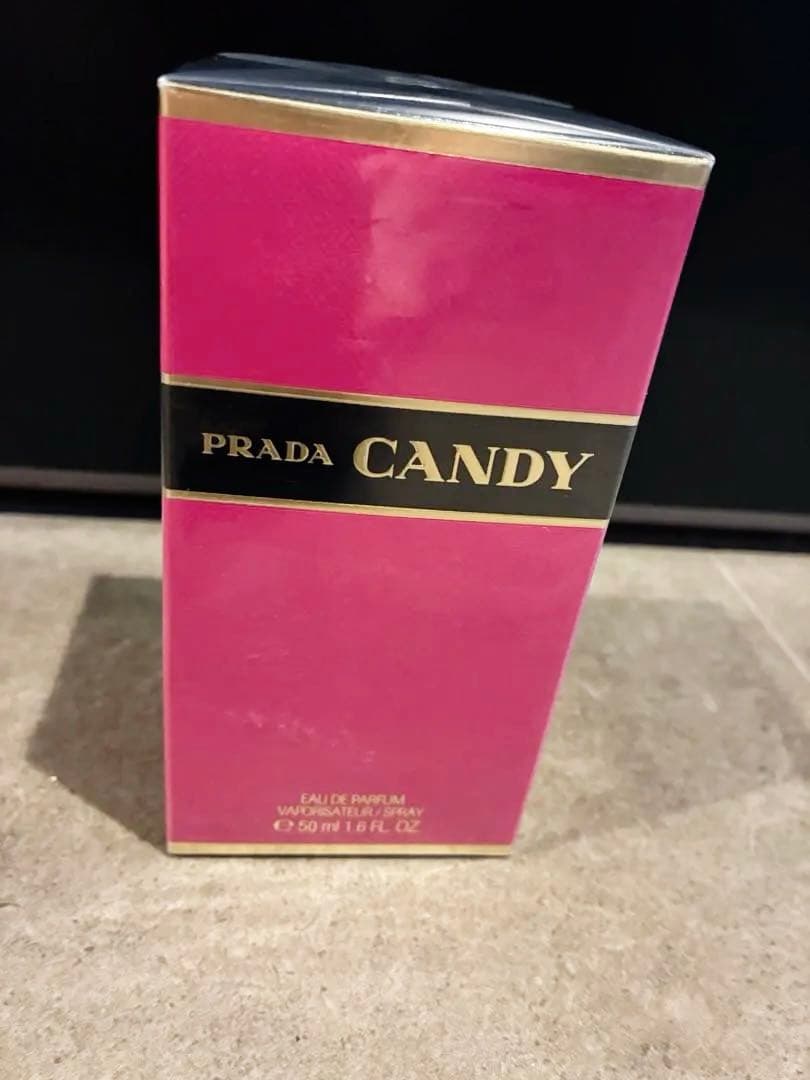 PRADA CANDY
EAU DE PARFUM
VAPORISATEUR / SPRAY
℮ 50 ml 1.6 FL. OZ